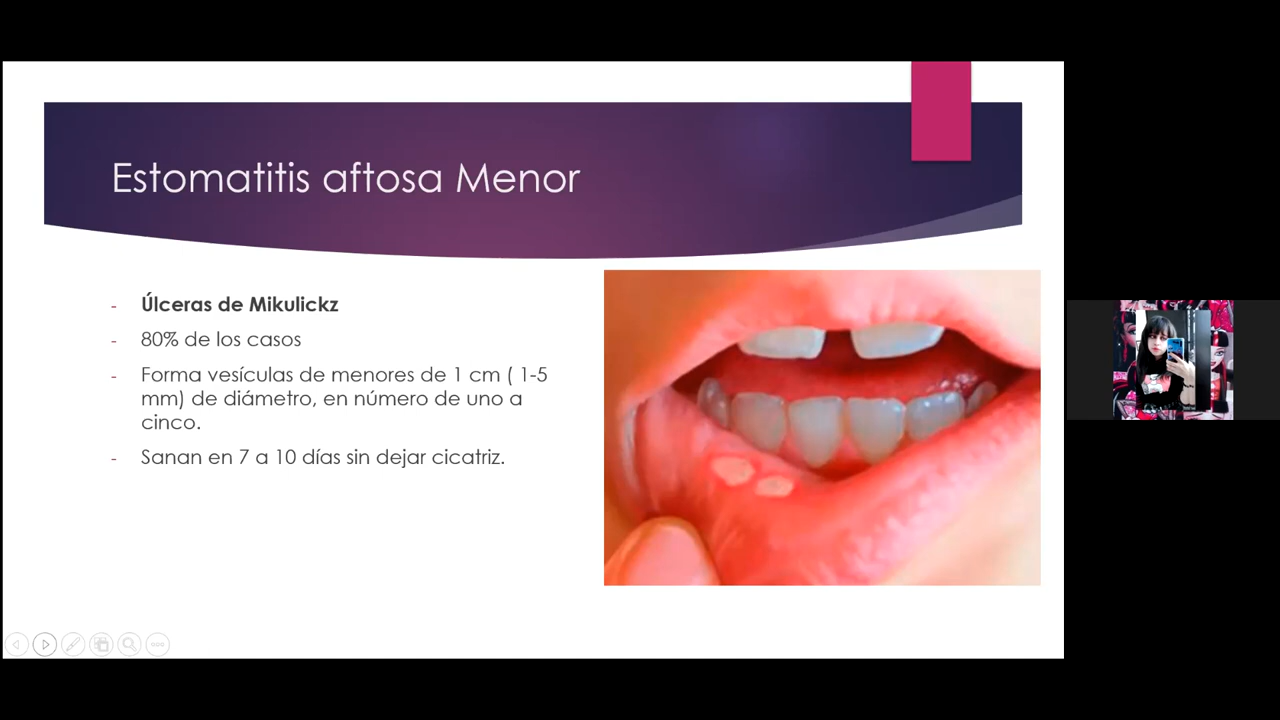 Estomatitis aftosa Menor
- Úlceras de Mikulickz
- 80% de los casos
- Forma vesículas de menores de 1 cm ( 1-5
mm) de diámetro, en número de uno a
cinco.
- Sanan en 7 a 10 días sin dejar cicatriz.